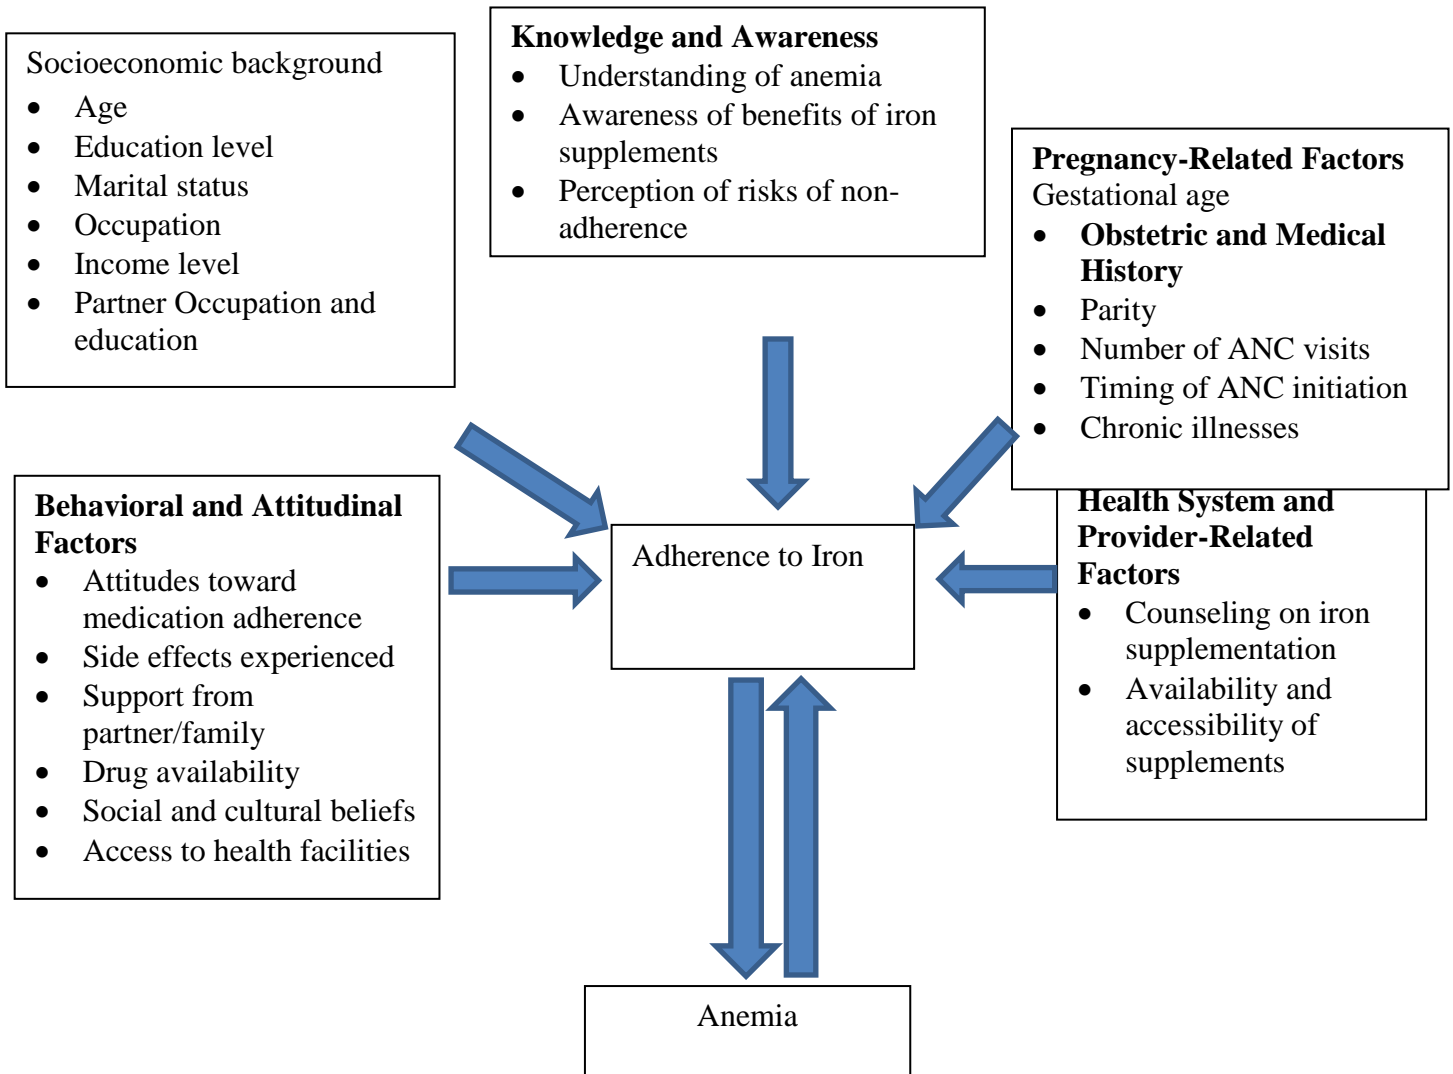 Socioeconomic background
• Age
• Education level
• Marital status
• Occupation
• Income level
• Partner Occupation and
education
Knowledge and Awareness
• Understanding of anemia
• Awareness of benefits of iron
supplements
• Perception of risks of non-
adherence
Pregnancy-Related Factors
Gestational age
• Obstetric and Medical
History
• Parity
• Number of ANC visits
• Timing of ANC initiation
• Chronic illnesses
Behavioral and Attitudinal
Factors
• Attitudes toward
medication adherence
• Side effects experienced
• Support from
partner/family
• Drug availability
• Social and cultural beliefs
• Access to health facilities
Adherence to Iron
Health System and
Provider-Related
Factors
• Counseling on iron
supplementation
• Availability and
accessibility of
supplements
Anemia